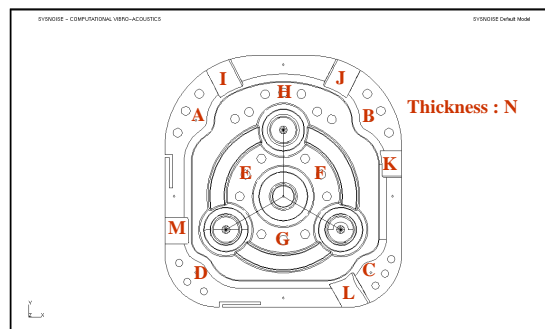 SYSNOISE - COMPUTATIONAL VIBRO-ACOUSTICS
SYSNOISE Default Model
I
J
H
A
B
Thickness : N
K
E
F
M
G
D
C
L
Y
Z
X